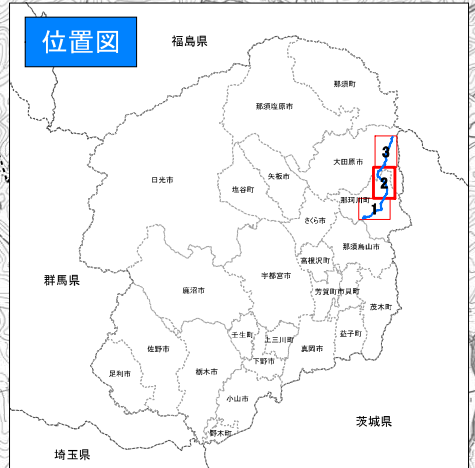 位置図
福島県
那須町
那須塩原市
大田原市
3
日光市
矢板市
塩谷町
2
那珂川町
1
さくら市
那須烏山市
高根沢町
群馬県
宇都宮市
鹿沼市
芳賀町
市貝町
茂木町
壬生町
上三川町
益子町
佐野市
真岡市
下野市
足利市
栃木市
小山市
茨城県
野木町
埼玉県